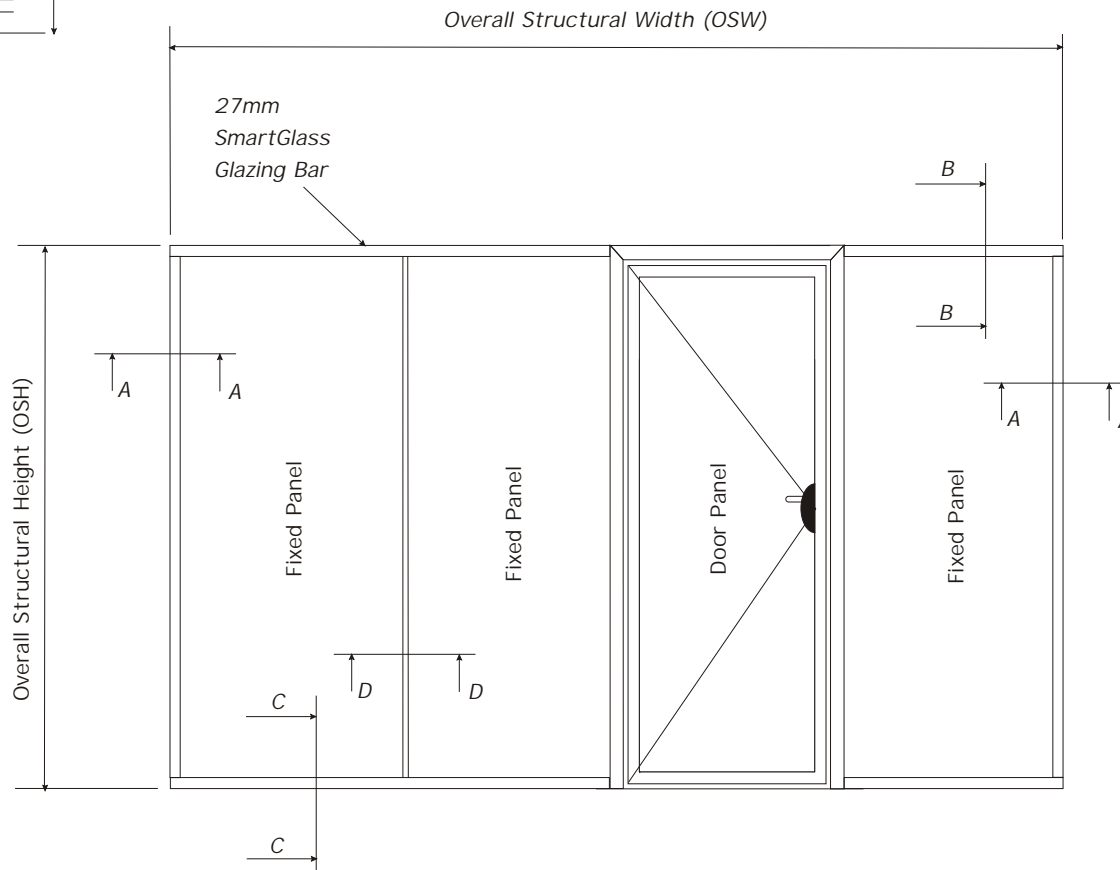 Overall Structural Width (OSW)
27mm
SmartGlass
Glazing Bar
B
B
A
A
A
Overall Structural Height (OSH)
Fixed Panel
Fixed Panel
Door Panel
Fixed Panel
D
D
C
C